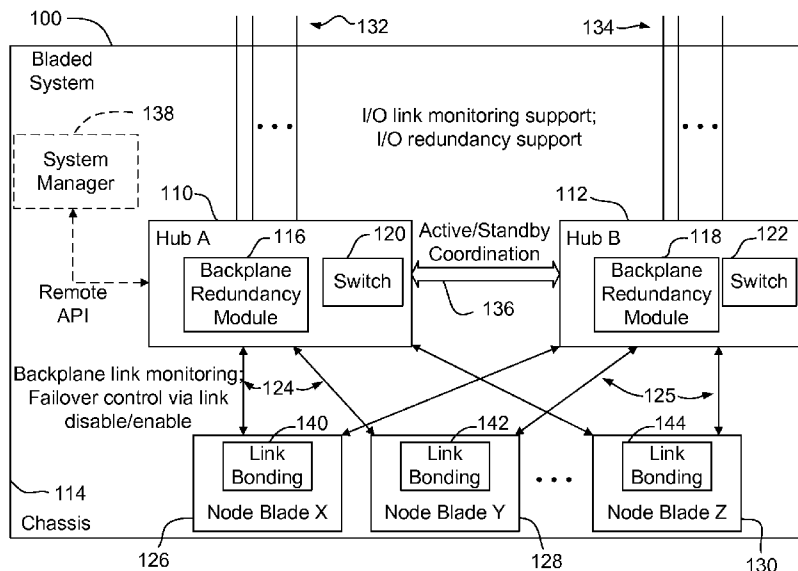 100
132
134
Bladed
System
138
I/O link monitoring support;
I/O redundancy support
System
Manager
110
112
Hub A
116
120
Active/Standby
Coordination
Hub B
118
122
Backplane
Redundancy
Module
Switch
Backplane
Redundancy
Module
Switch
Remote
API
136
Backplane link monitoring;
Failover control via link
disable/enable
124
125
140
142
144
Link
Bonding
Link
Bonding
Link
Bonding
114
Node Blade X
Node Blade Y
Node Blade Z
Chassis
126
128
130